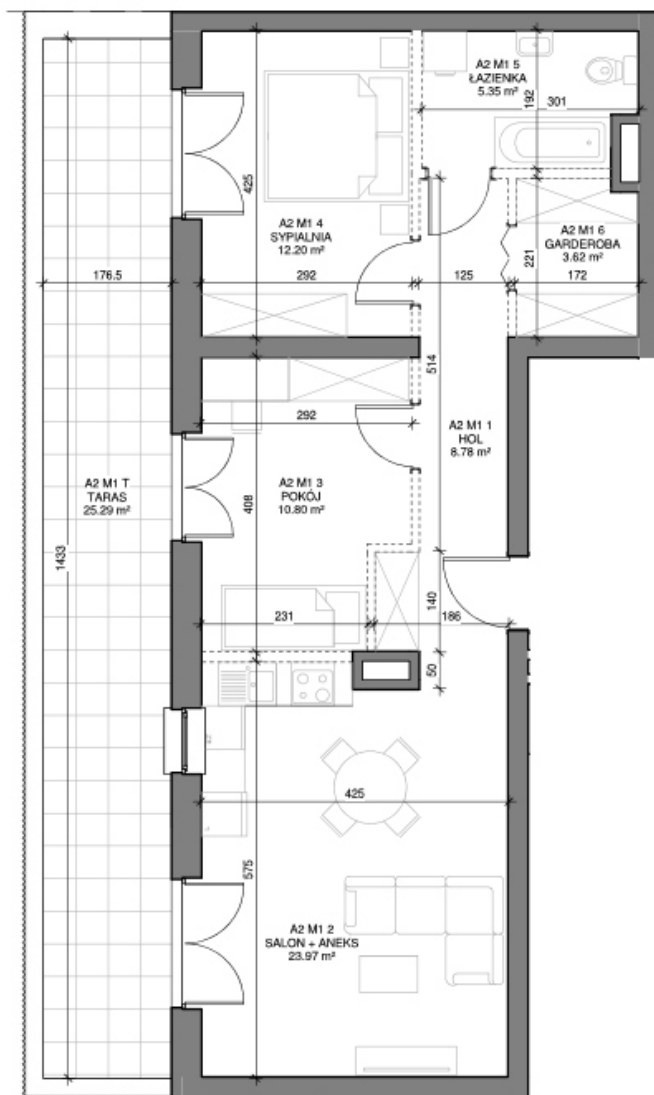 A2 M1 5
ŁAZIENKA
5.35 m²
192
301
425
A2 M1 4
SYPIALNIA
12.20 m²
A2 M1 6
GARDEROBA
3.62 m²
221
176.5
292
125
172
514
292
A2 M1 1
HOL
8.78 m²
A2 M1 T
TARAS
25.29 m²
A2 M1 3
POKÓJ
10.80 m²
408
1433
231
140
186
50
425
575
A2 M1 2
SALON + ANEKS
23.97 m²